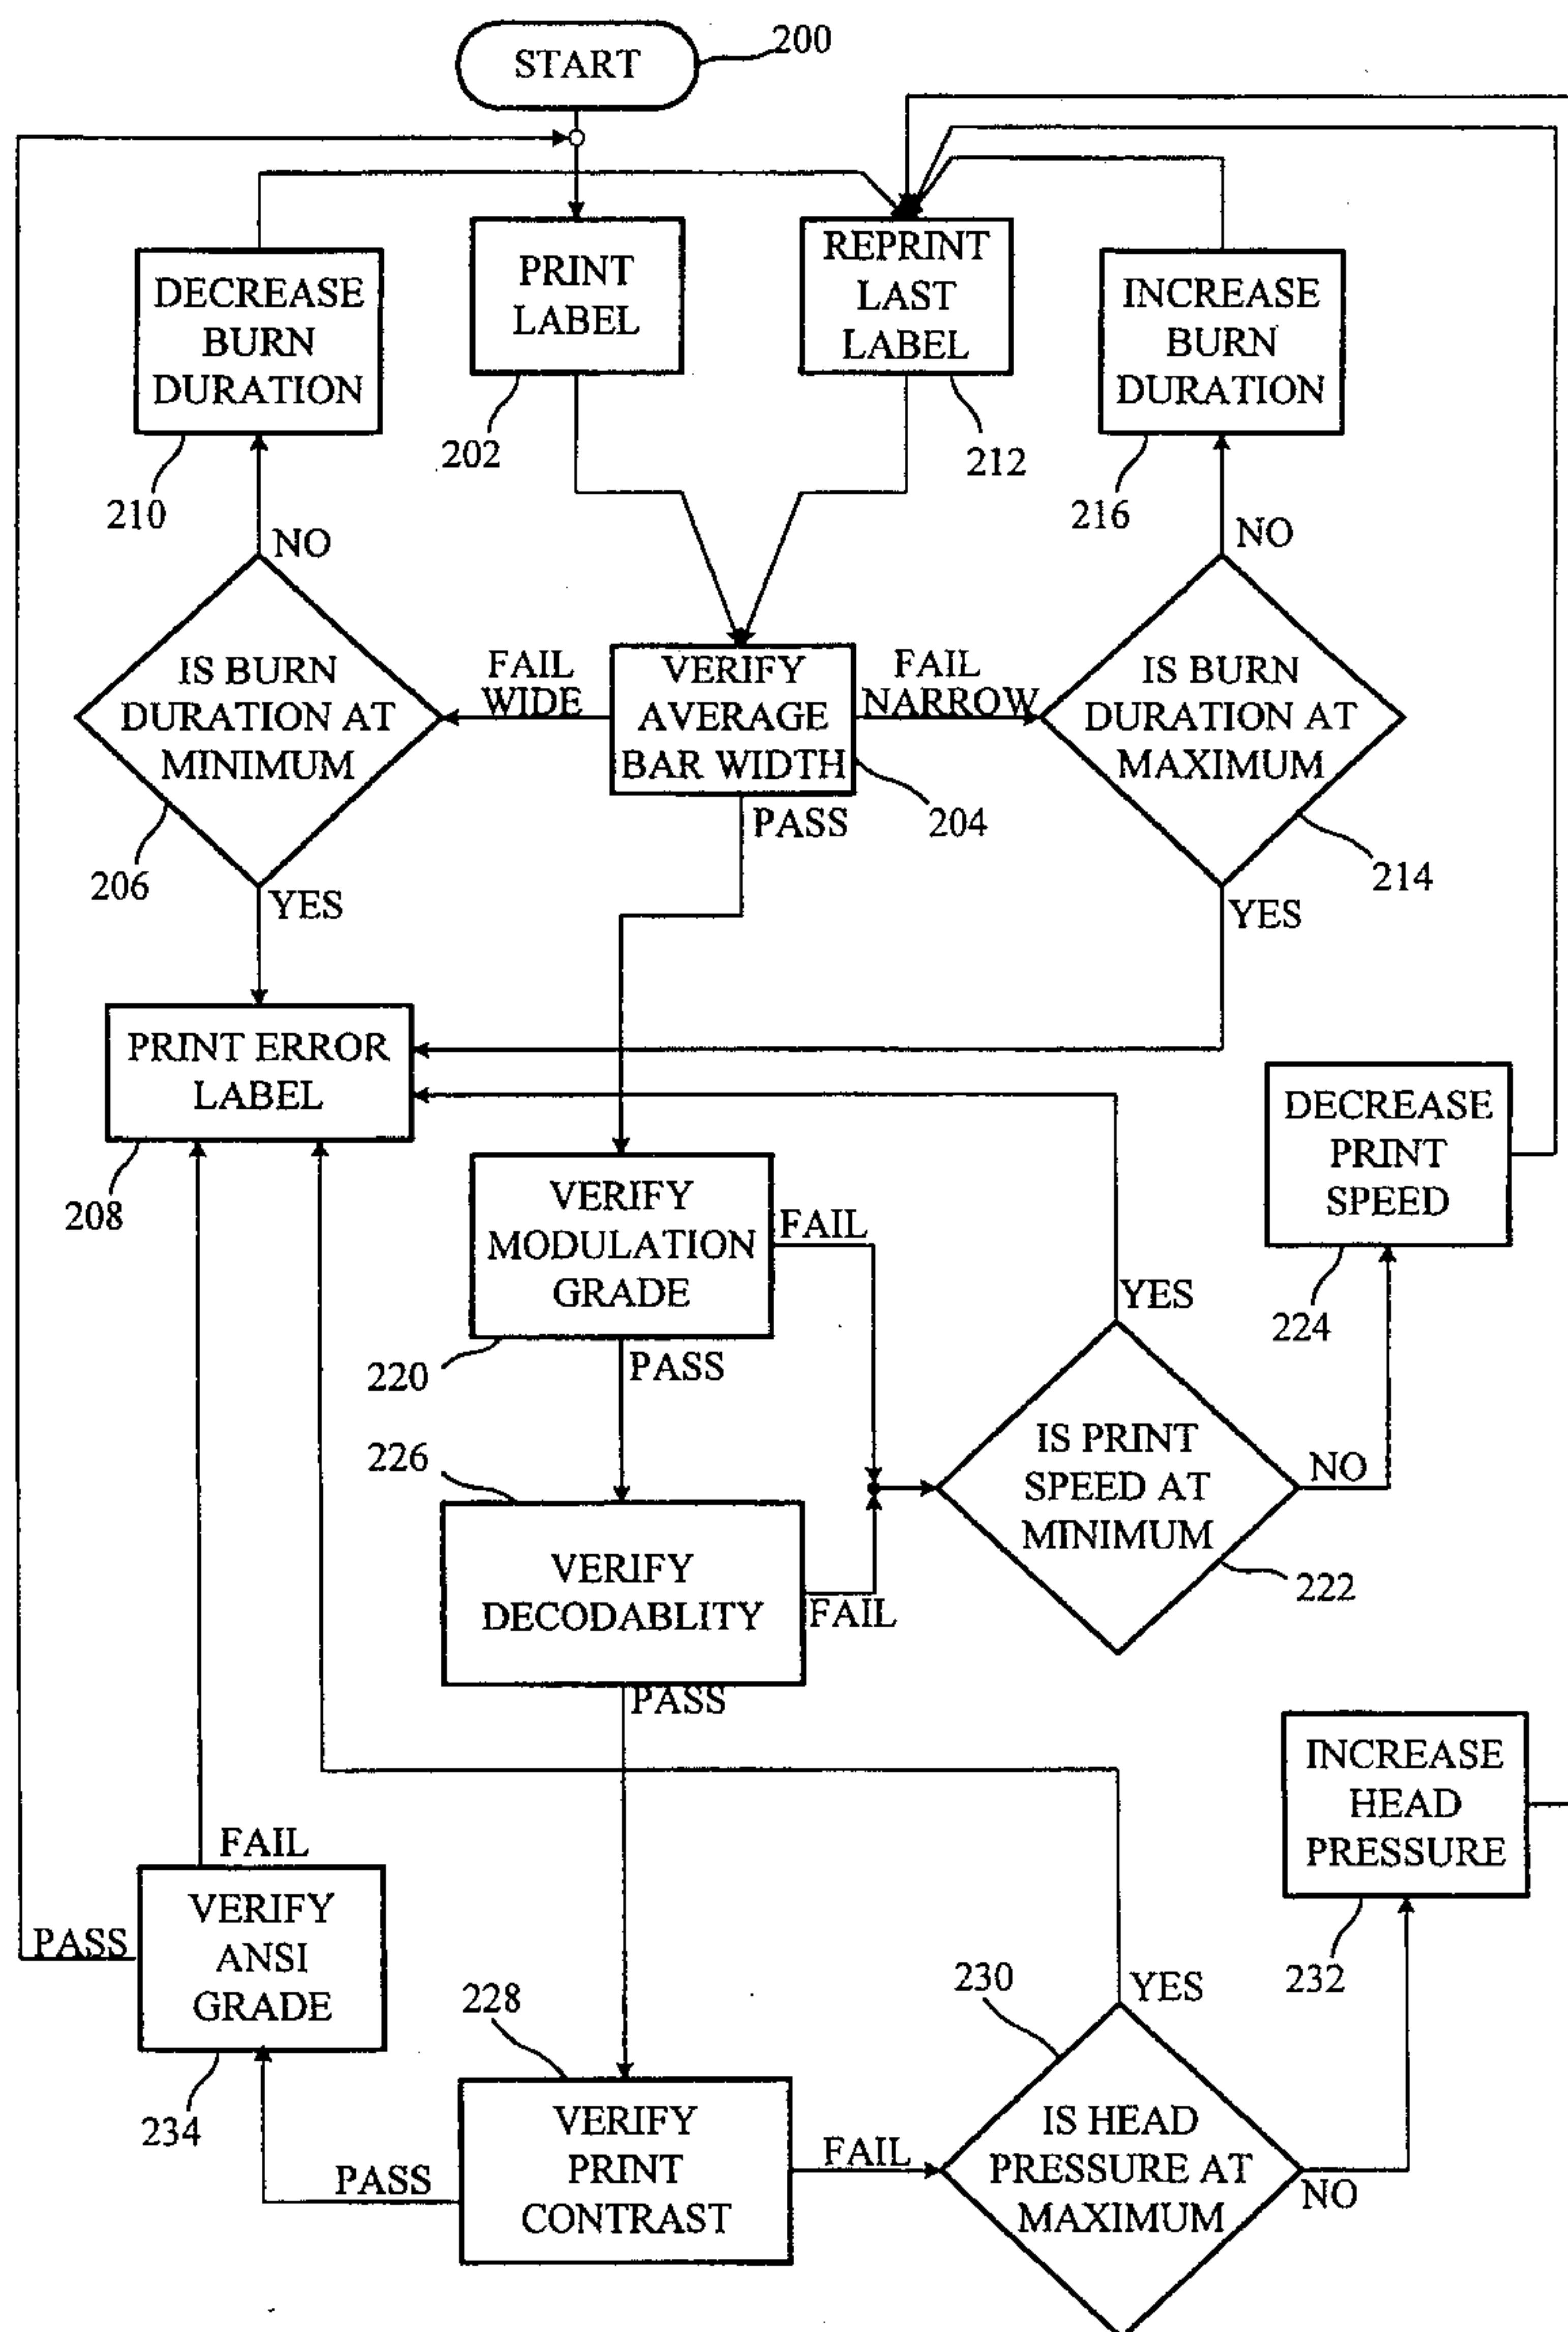 START
200
DECREASE
BURN
DURATION
210
PRINT
LABEL
202
REPRINT
LAST
LABEL
212
INCREASE
BURN
DURATION
216
NO
NO
IS BURN
DURATION AT
MINIMUM
206
FAIL
WIDE
VERIFY
AVERAGE
BAR WIDTH
204
FAIL
NARROW
IS BURN
DURATION AT
MAXIMUM
214
PASS
YES
YES
PRINT ERROR
LABEL
208
DECREASE
PRINT
SPEED
224
VERIFY
MODULATION
GRADE
220
FAIL
YES
PASS
226
IS PRINT
SPEED AT
MINIMUM
222
NO
VERIFY
DECODABLITY
FAIL
PASS
INCREASE
HEAD
PRESSURE
232
FAIL
VERIFY
ANSI
GRADE
234
PASS
228
230
YES
VERIFY
PRINT
CONTRAST
PASS
FAIL
IS HEAD
PRESSURE AT
MAXIMUM
NO